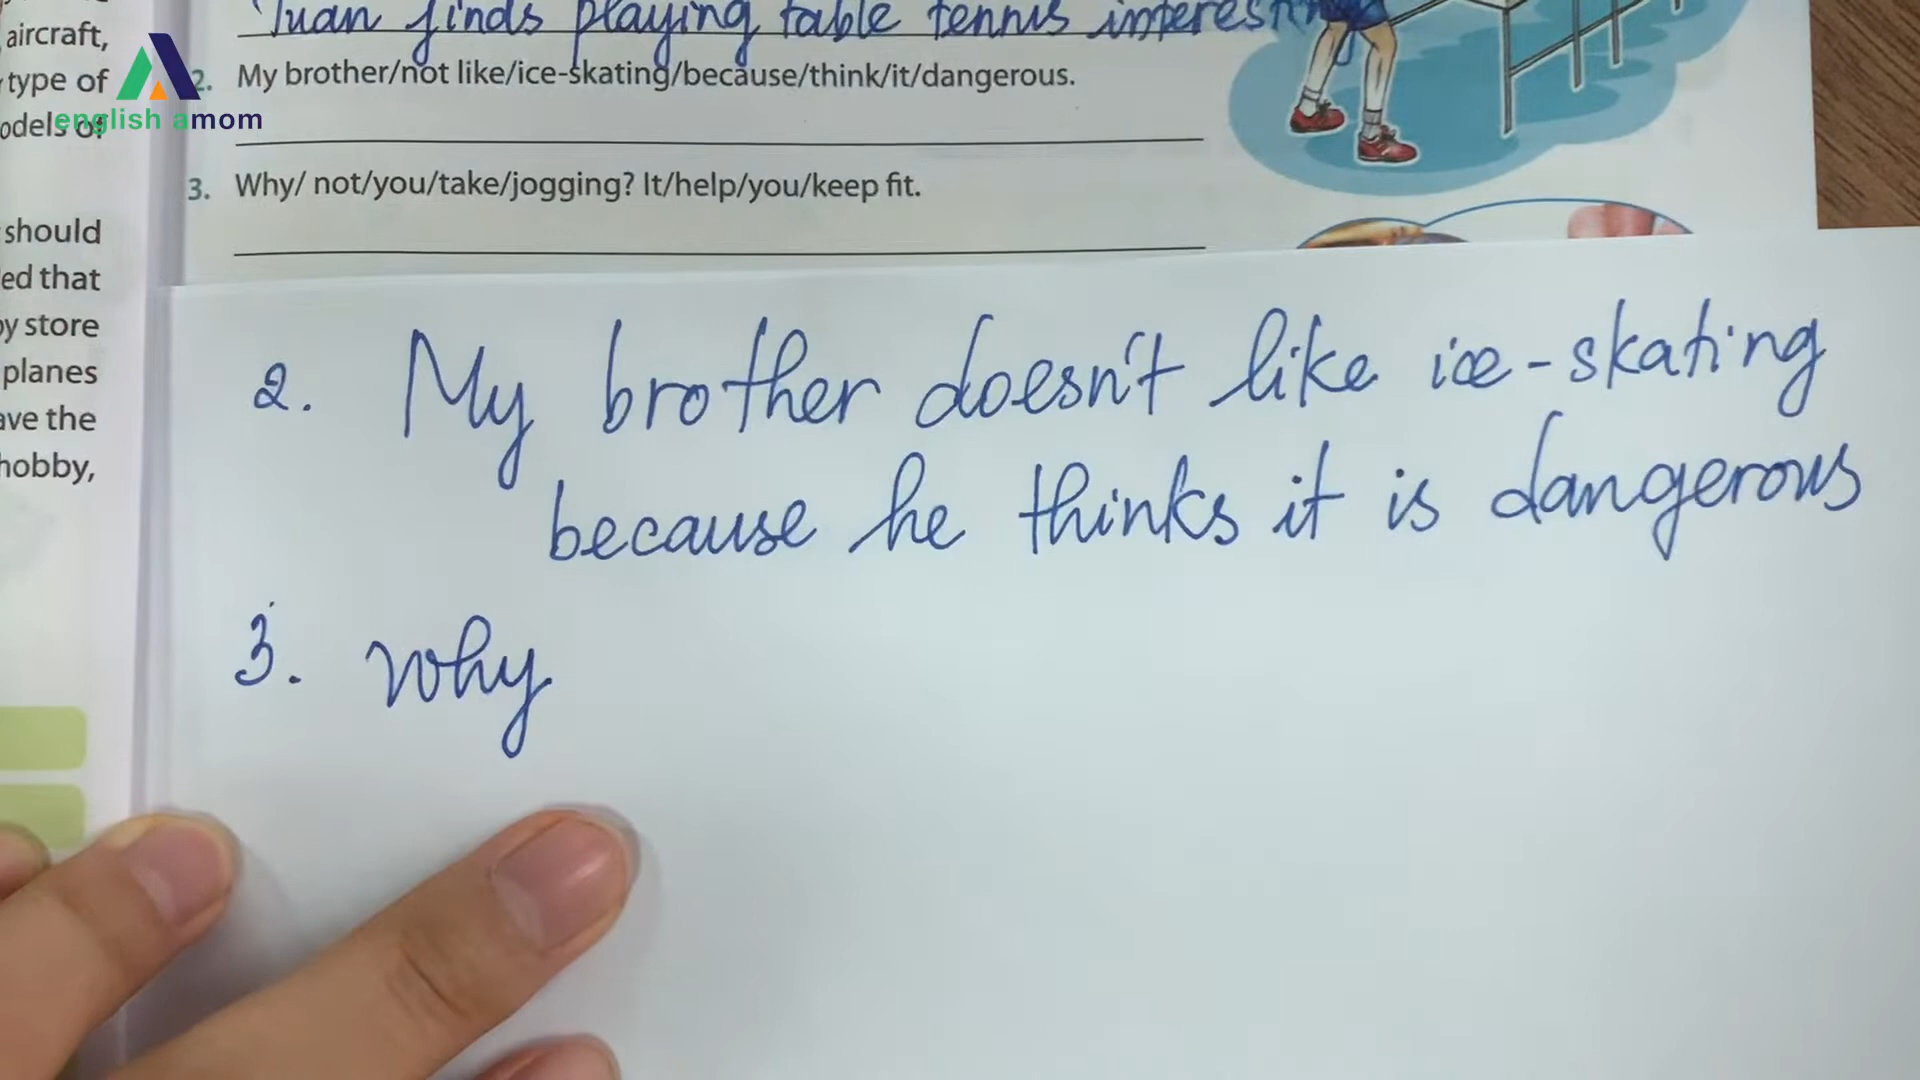 Tuan finds playing table tennis
aircraft,
type of
2. My brother/not like/ice-skating/because/think/it/dangerous.
odels of
english amom
3. Why/ not/you/take/jogging? It/help/you/keep fit.
should
ed that
y store
planes
ave the
hobby,
2. My brother doesn't like ice-skating
because he thinks it is dangerous
3. Why